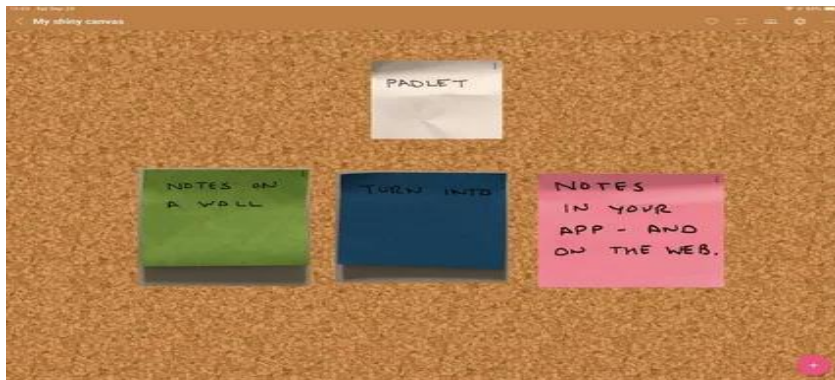 My shiny canvas
PADLET
NOTES ON
A WALL
TURN INTO
NOTES
IN YOUR
APP - AND
ON THE WEB.